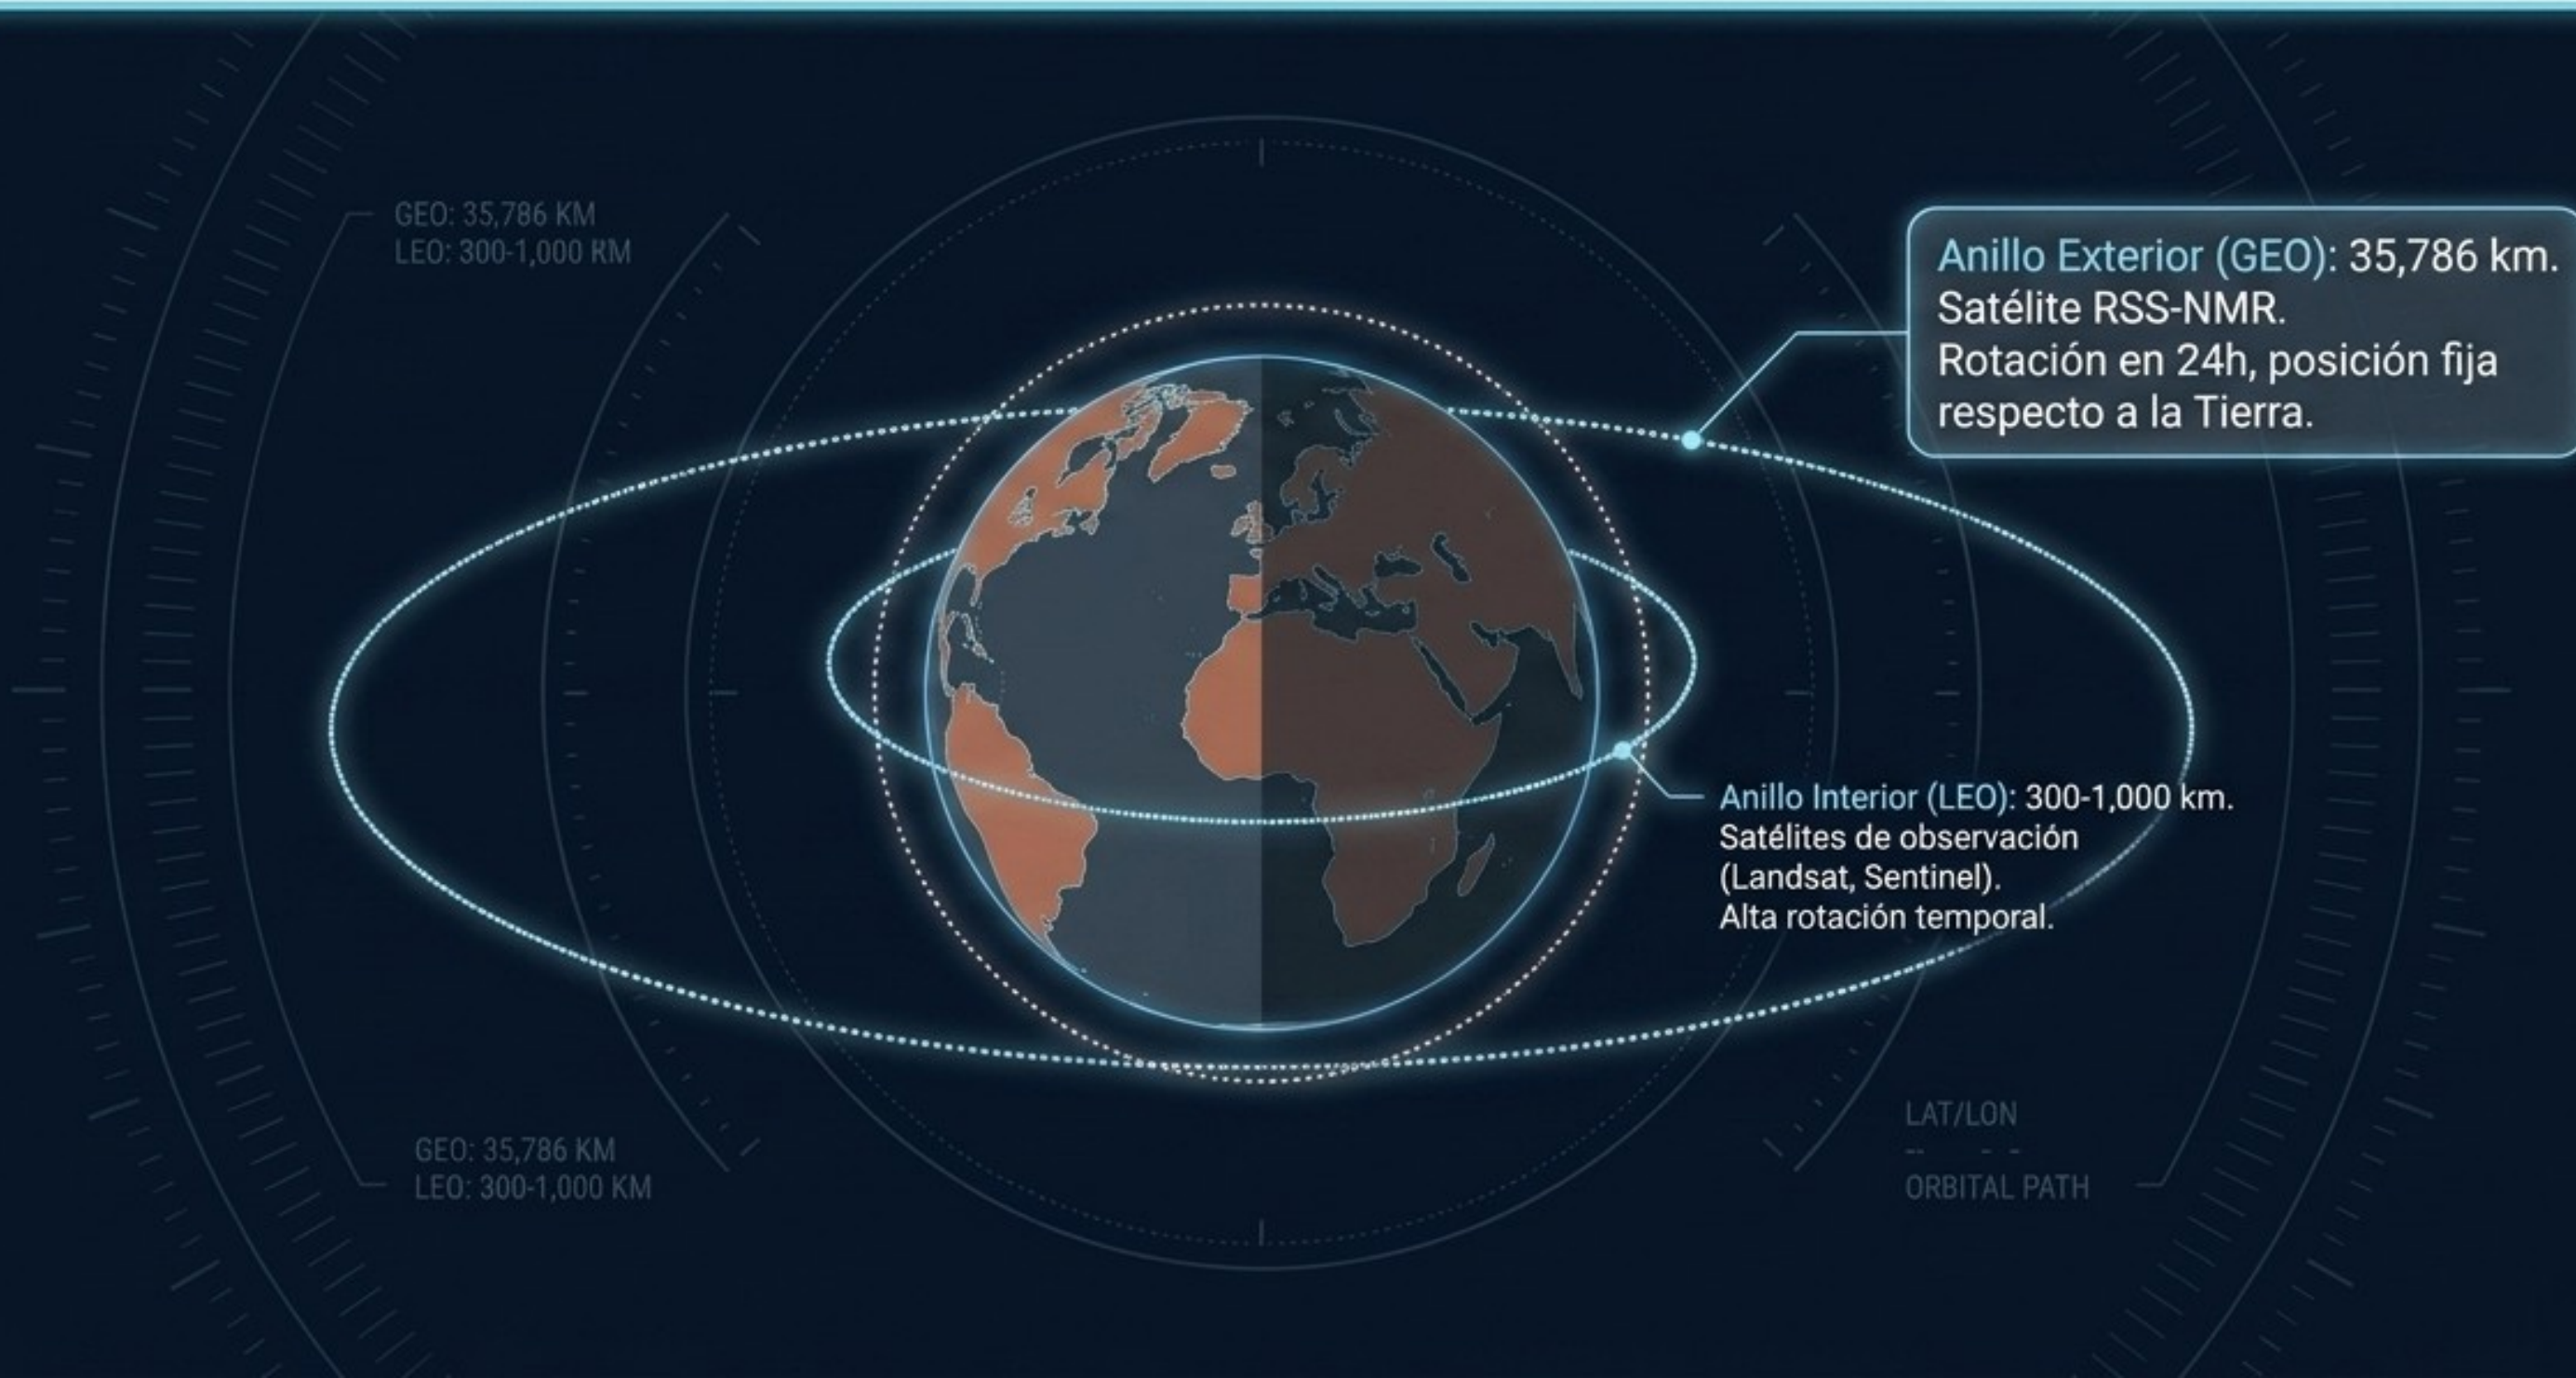 GEO: 35,786 KM
LEO: 300-1,000 KM
Anillo Exterior (GEO): 35,786 km.
Satélite RSS-NMR.
Rotación en 24h, posición fija
respecto a la Tierra.
Anillo Interior (LEO): 300-1,000 km.
Satélites de observación
(Landsat, Sentinel).
Alta rotación temporal.
GEO: 35,786 KM
LEO: 300-1,000 KM
LAT/LON
-- - -
ORBITAL PATH